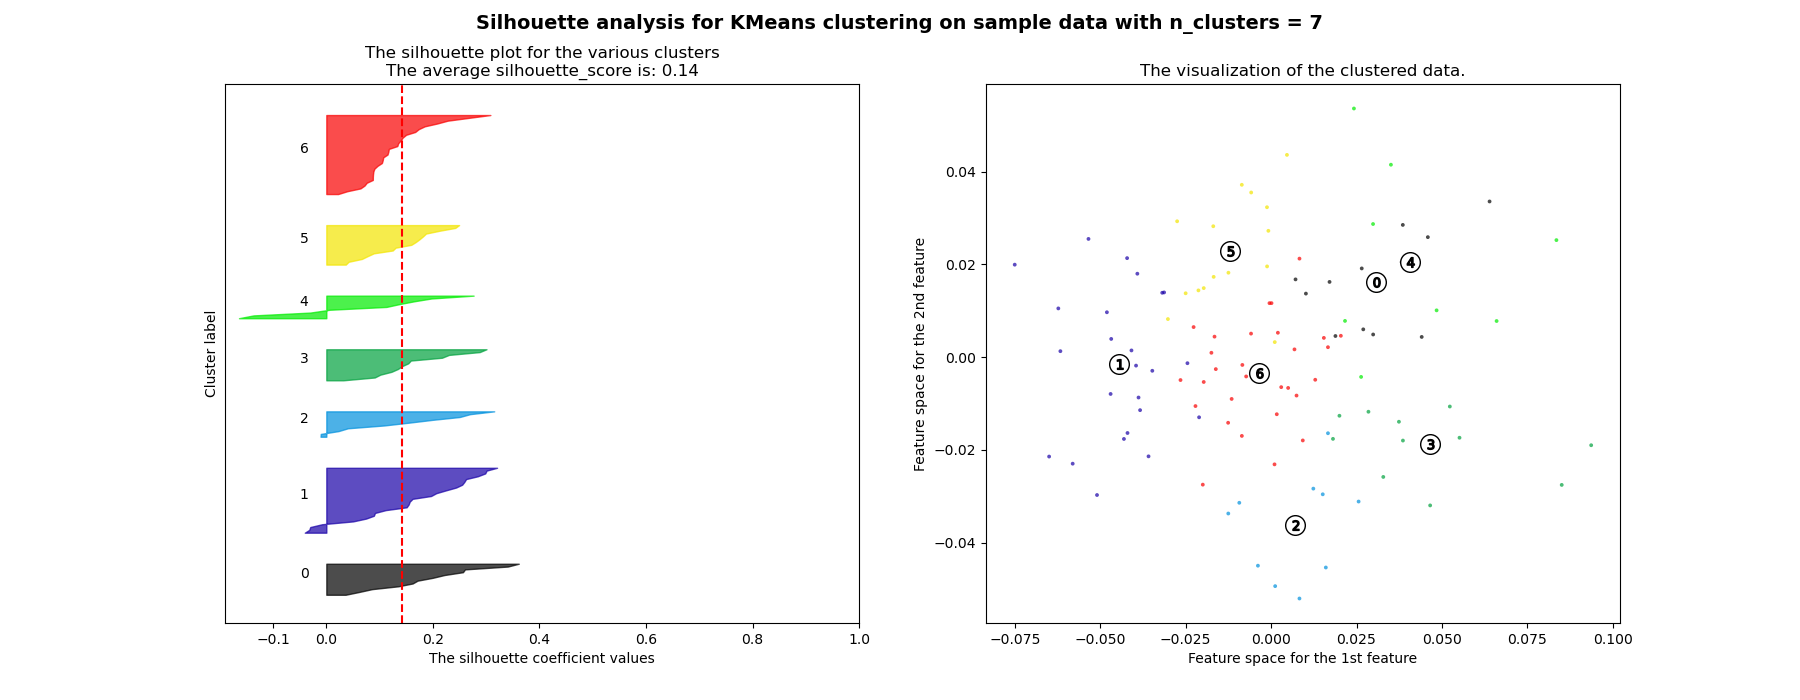 Silhouette analysis for KMeans clustering on sample data with n_clusters = 7
The silhouette plot for the various clusters
The average silhouette_score is: 0.14
6
5
4
3
2
1
0
Cluster label
−0.1 0.0 0.2 0.4 0.6 0.8 1.0
The silhouette coefficient values
The visualization of the clustered data.
0.04
0.02
0.00
−0.02
−0.04
Feature space for the 2nd feature
5
4
0
1
6
3
2
−0.075 −0.050 −0.025 0.000 0.025 0.050 0.075 0.100
Feature space for the 1st feature